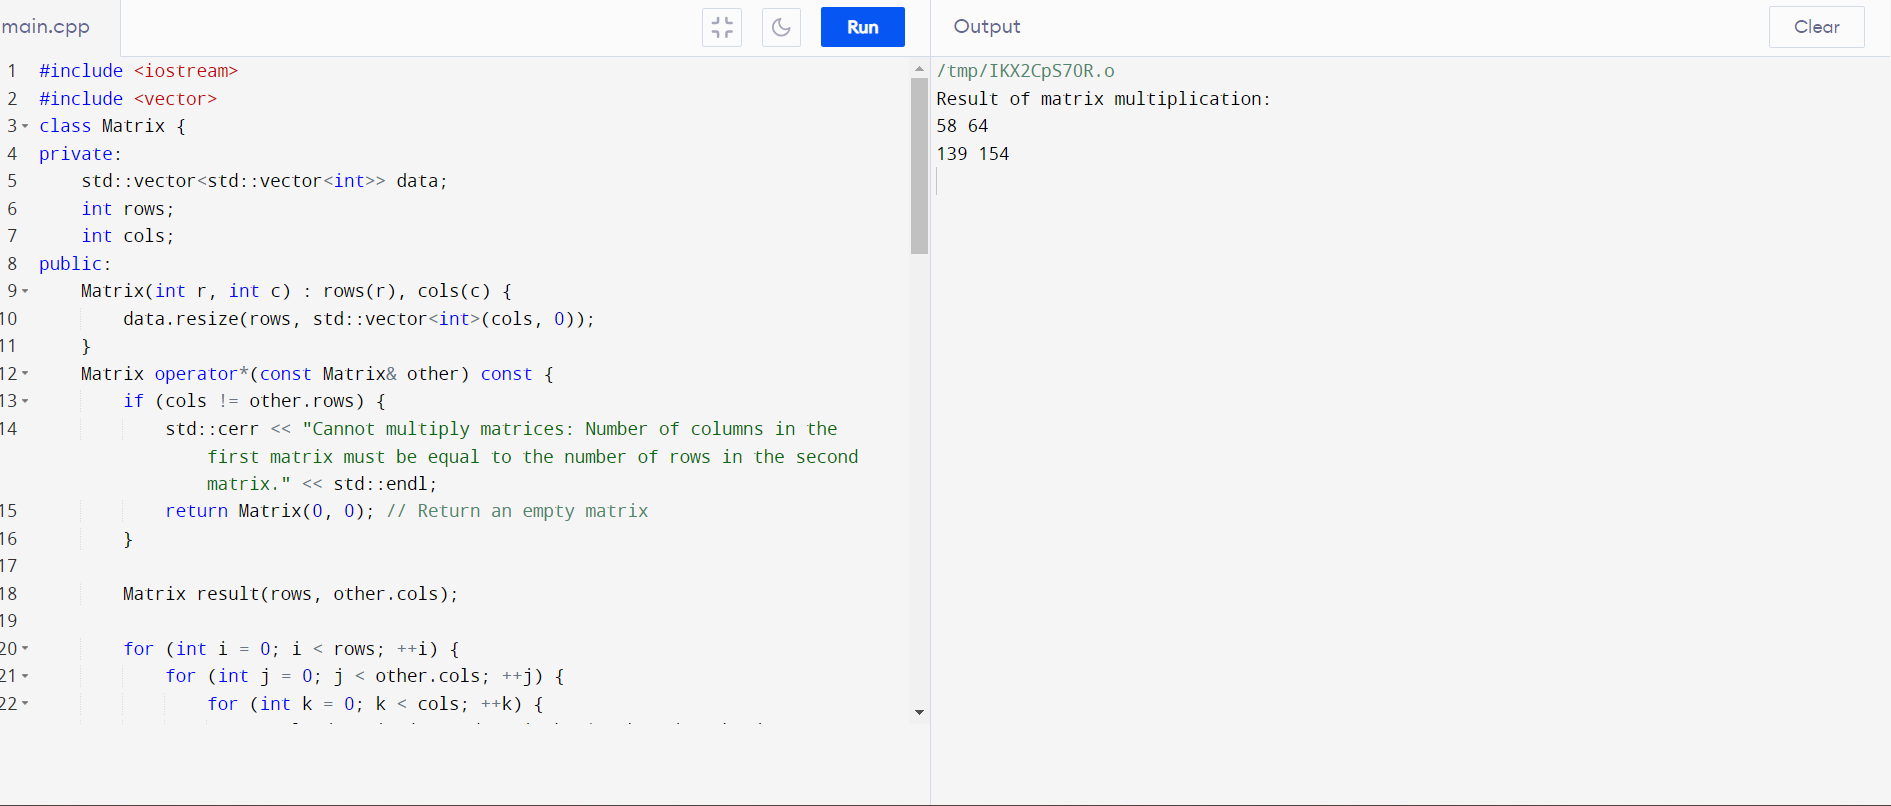 main.cpp
Run
1 #include <iostream>
2 #include <vector>
3 class Matrix {
4 private:
5     std::vector<std::vector<int>> data;
6     int rows;
7     int cols;
8 public:
9     Matrix(int r, int c) : rows(r), cols(c) {
10         data.resize(rows, std::vector<int>(cols, 0));
11     }
12     Matrix operator*(const Matrix& other) const {
13         if (cols != other.rows) {
14             std::cerr << "Cannot multiply matrices: Number of columns in the
first matrix must be equal to the number of rows in the second
matrix." << std::endl;
15             return Matrix(0, 0); // Return an empty matrix
16         }
17
18         Matrix result(rows, other.cols);
19
20         for (int i = 0; i < rows; ++i) {
21             for (int j = 0; j < other.cols; ++j) {
22                 for (int k = 0; k < cols; ++k) {
Output
Clear
/tmp/IKX2CpS7OR.o
Result of matrix multiplication:
58 64
139 154